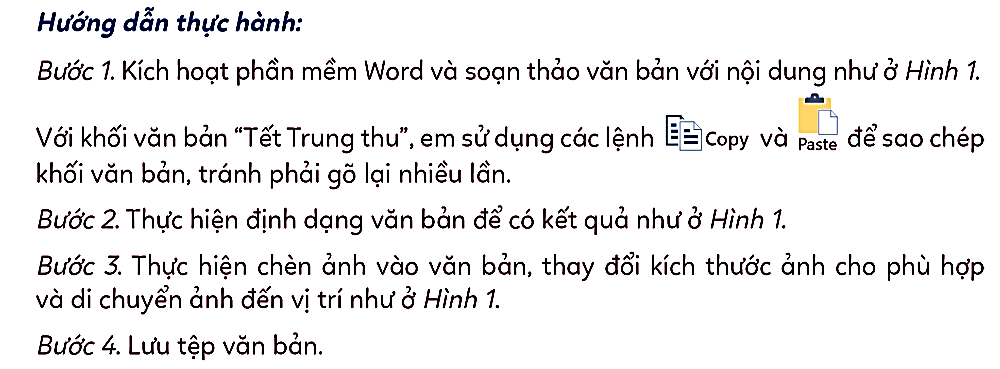 Hướng dẫn thực hành:
Bước 1. Kích hoạt phần mềm Word và soạn thảo văn bản với nội dung như ở Hình 1.
Với khối văn bản “Tết Trung thu”, em sử dụng các lệnh Copy và Paste để sao chép
khối văn bản, tránh phải gõ lại nhiều lần.
Bước 2. Thực hiện định dạng văn bản để có kết quả như ở Hình 1.
Bước 3. Thực hiện chèn ảnh vào văn bản, thay đổi kích thước ảnh cho phù hợp
và di chuyển ảnh đến vị trí như ở Hình 1.
Bước 4. Lưu tệp văn bản.